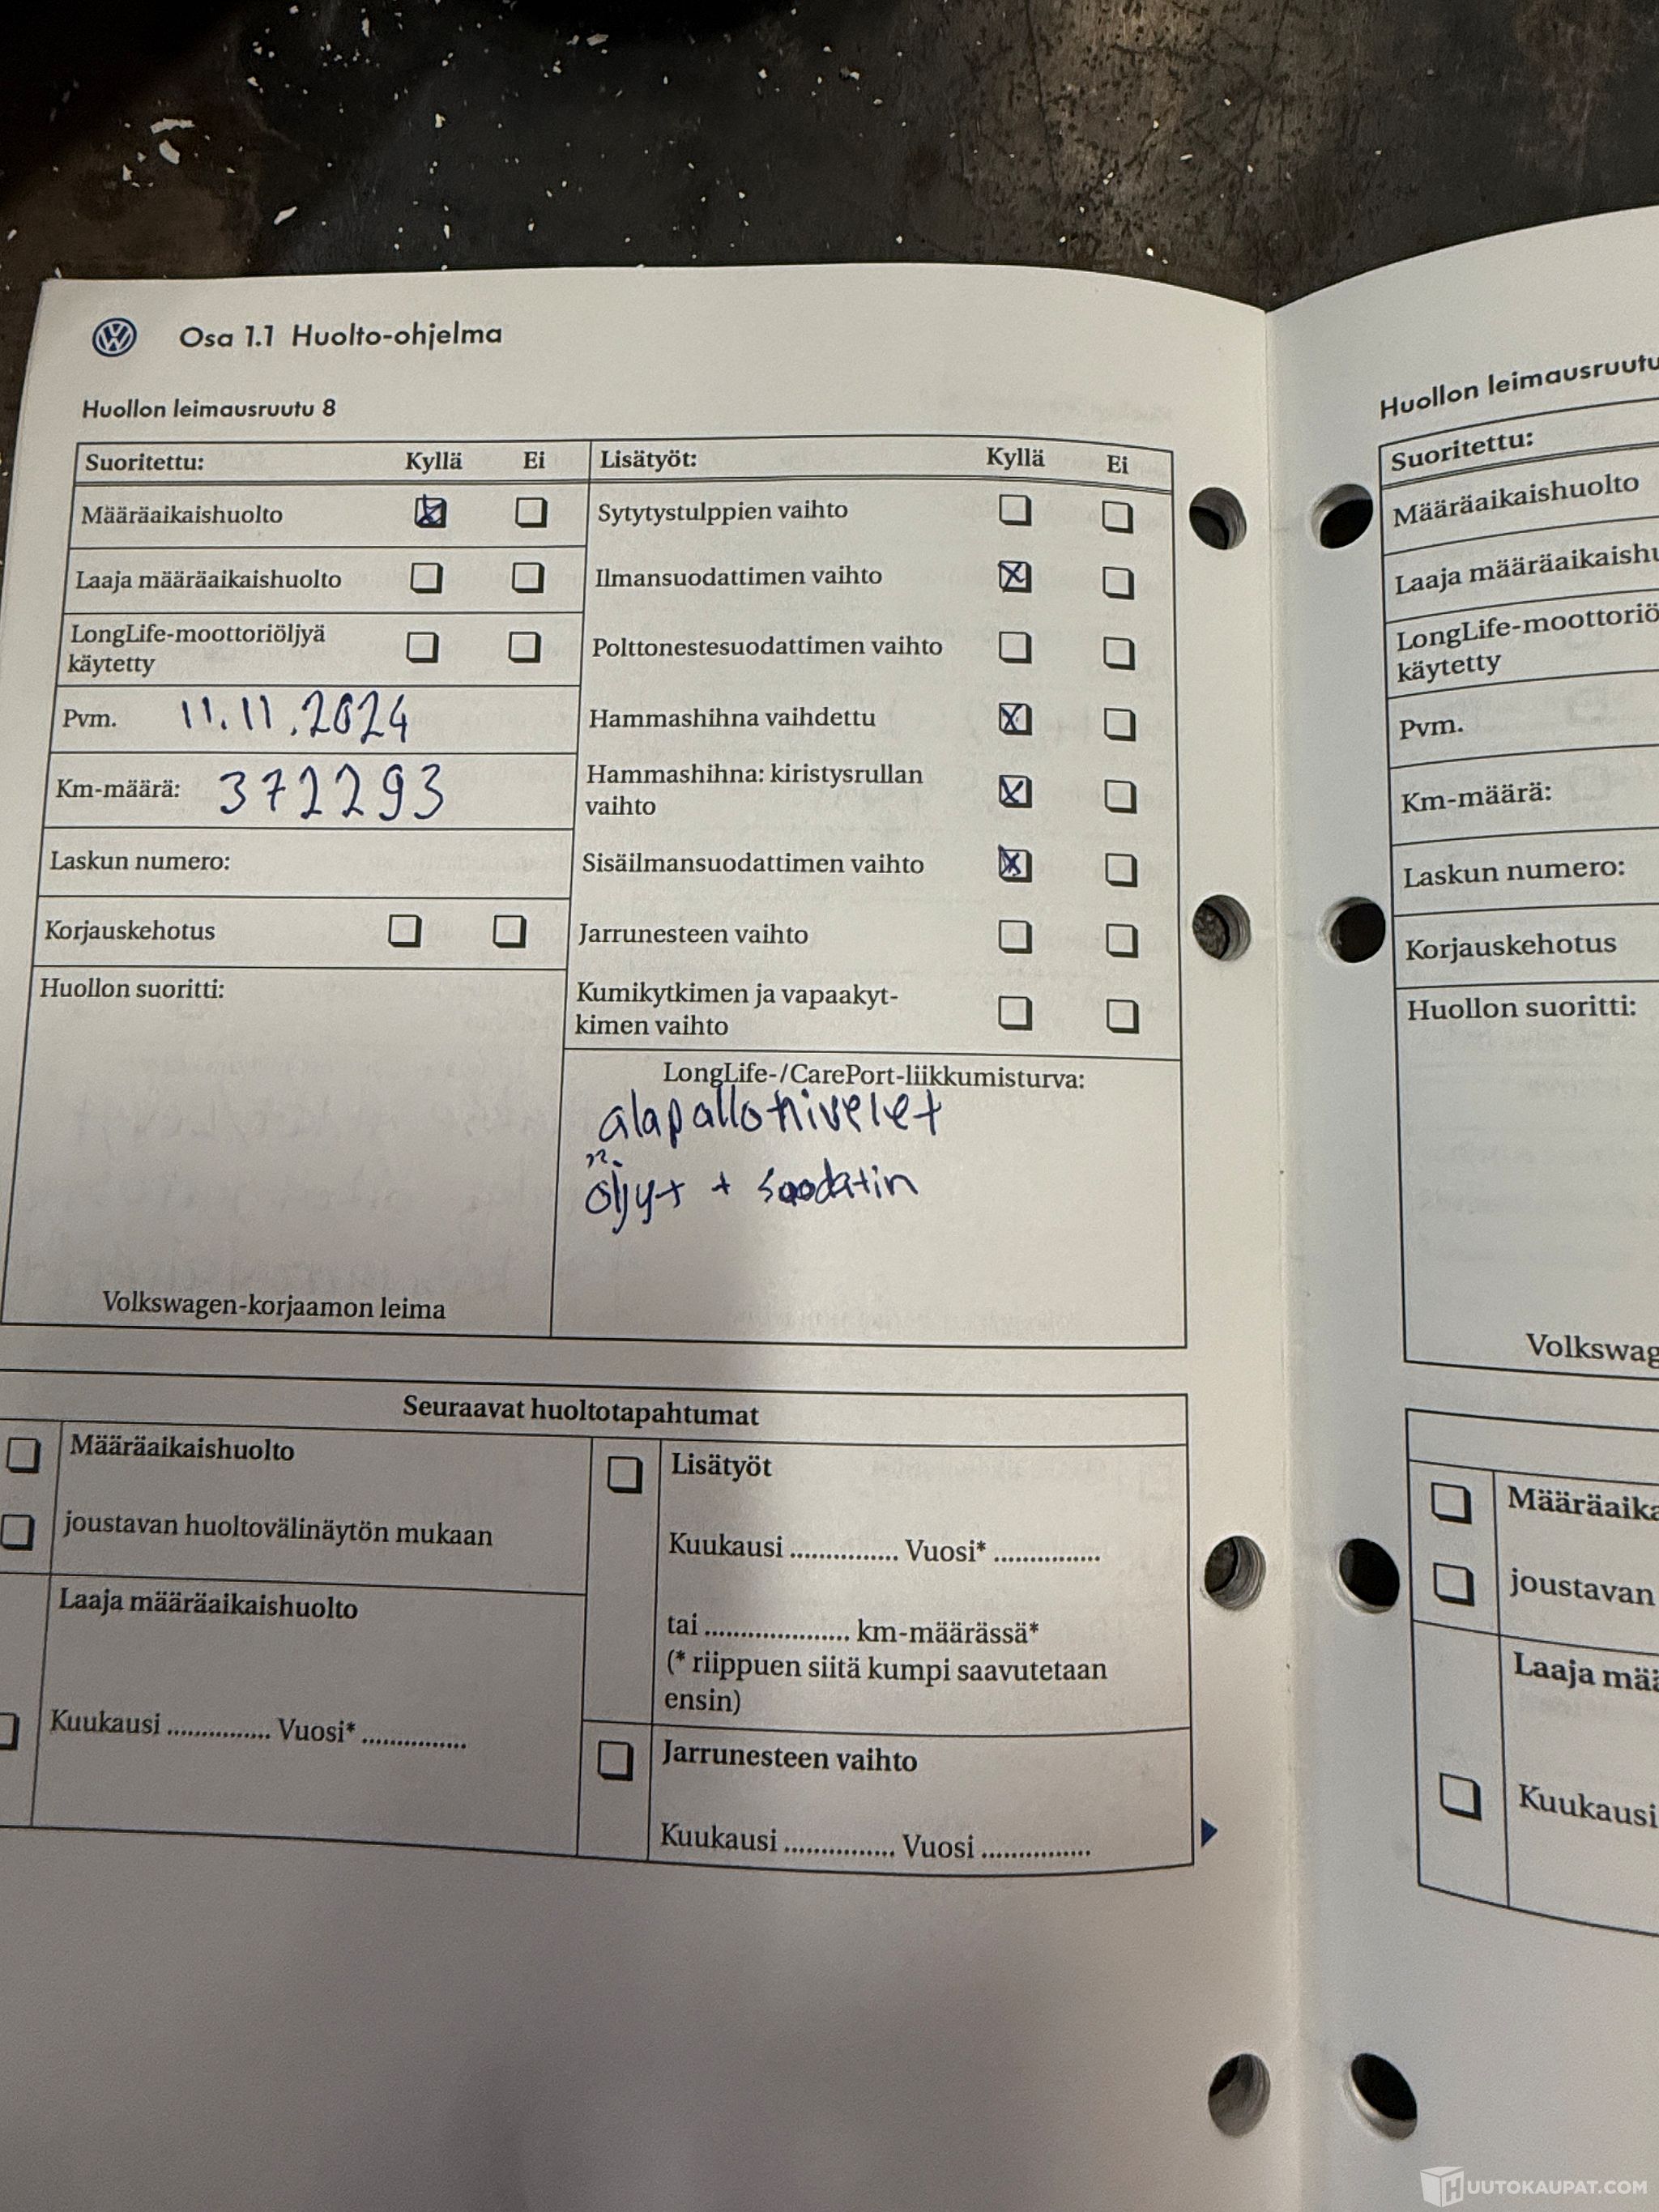 Osa 1.1 Huolto-ohjelma
Huollon leimausruutu 8
Suoritettu: Kyllä Ei
Määräaikaishuolto
Laaja määräaikaishuolto
LongLife-moottoriöljyä
käytetty
Pvm. 11.11.2024
Km-määrä: 372293
Laskun numero:
Korjauskehotus
Huollon suoritti:
Volkswagen-korjaamon leima
Lisätyöt: Kyllä Ei
Sytytystulppien vaihto
Ilmansuodattimen vaihto
Polttonestesuodattimen vaihto
Hammashihna vaihdettu
Hammashihna: kiristysrullan
vaihto
Sisäilmansuodattimen vaihto
Jarrunesteen vaihto
Kumikytkimen ja vapaakyt-
kimen vaihto
LongLife-/CarePort-liikkumisturva:
alapallonivelet
öljyt + suodatin
Seuraavat huoltotapahtumat
Määräaikaishuolto
joustavan huoltovälinäytön mukaan
Laaja määräaikaishuolto
Kuukausi ............... Vuosi* ...............
Lisätyöt
Kuukausi ............... Vuosi* ...............
tai .................... km-määrässä*
(* riippuen siitä kumpi saavutetaan
ensin)
Jarrunesteen vaihto
Kuukausi ............... Vuosi ...............
Huollon leimausruutu
Suoritettu:
Määräaikaishuolto
Laaja määräaikaishu
LongLife-moottoriö
käytetty
Pvm.
Km-määrä:
Laskun numero:
Korjauskehotus
Huollon suoritti:
Volkswag
Määräaika
joustavan
Laaja mää
Kuukausi
HUUTOKAUPAT.COM